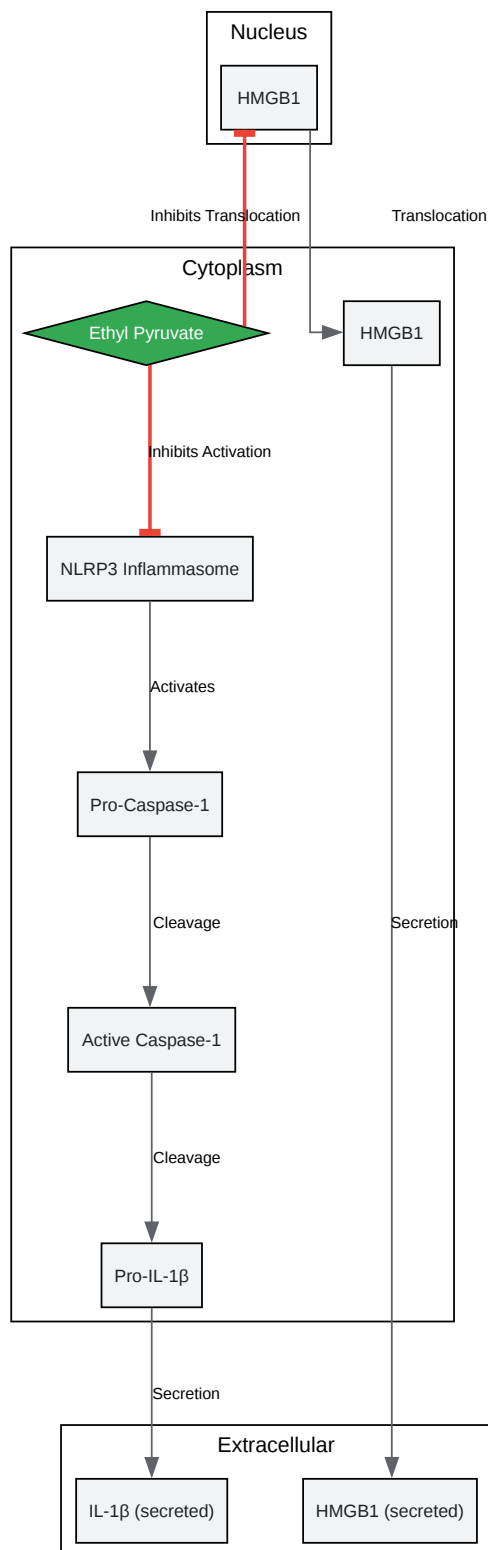 Nucleus
HMGB1
Inhibits Translocation
Translocation
Cytoplasm
Ethyl Pyruvate
HMGB1
Inhibits Activation
NLRP3 Inflammasome
Activates
Pro-Caspase-1
Cleavage
Secretion
Active Caspase-1
Cleavage
Pro-IL-1β
Secretion
Extracellular
IL-1β (secreted)
HMGB1 (secreted)